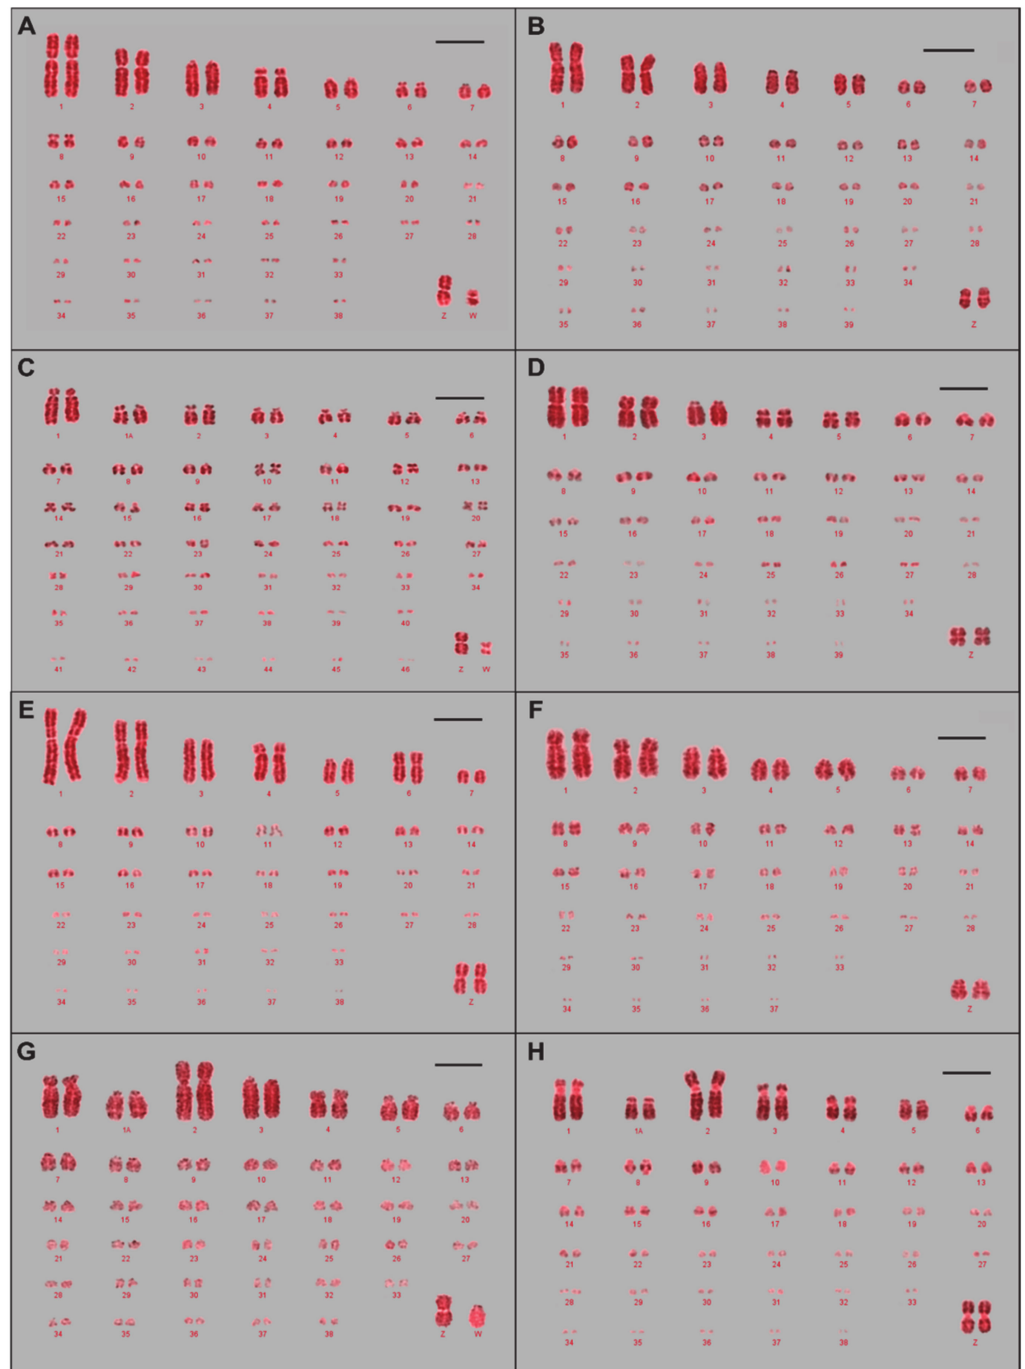 A
1 2 3 4 5 6 7
8 9 10 11 12 13 14
15 16 17 18 19 20 21
22 23 24 25 26 27 28
29 30 31 32 33
34 35 36 37 38 Z W
B
1 2 3 4 5 6 7
8 9 10 11 12 13 14
15 16 17 18 19 20 21
22 23 24 25 26 27 28
29 30 31 32 33 34
35 36 37 38 39 Z
C
1 1A 2 3 4 5 6
7 8 9 10 11 12 13
14 15 16 17 18 19 20
21 22 23 24 25 26 27
28 29 30 31 32 33 34
35 36 37 38 39 40
41 42 43 44 45 46 Z W
D
1 2 3 4 5 6 7
8 9 10 11 12 13 14
15 16 17 18 19 20 21
22 23 24 25 26 27 28
29 30 31 32 33 34
35 36 37 38 39 Z
E
1 2 3 4 5 6 7
8 9 10 11 12 13 14
15 16 17 18 19 20 21
22 23 24 25 26 27 28
29 30 31 32 33
34 35 36 37 38 Z
F
1 2 3 4 5 6 7
8 9 10 11 12 13 14
15 16 17 18 19 20 21
22 23 24 25 26 27 28
29 30 31 32 33
34 35 36 37 Z
G
1 1A 2 3 4 5 6
7 8 9 10 11 12 13
14 15 16 17 18 19 20
21 22 23 24 25 26 27
28 29 30 31 32 33
34 35 36 37 38 Z W
H
1 1A 2 3 4 5 6
7 8 9 10 11 12 13
14 15 16 17 18 19 20
21 22 23 24 25 26 27
28 29 30 31 32 33
34 35 36 37 38 Z